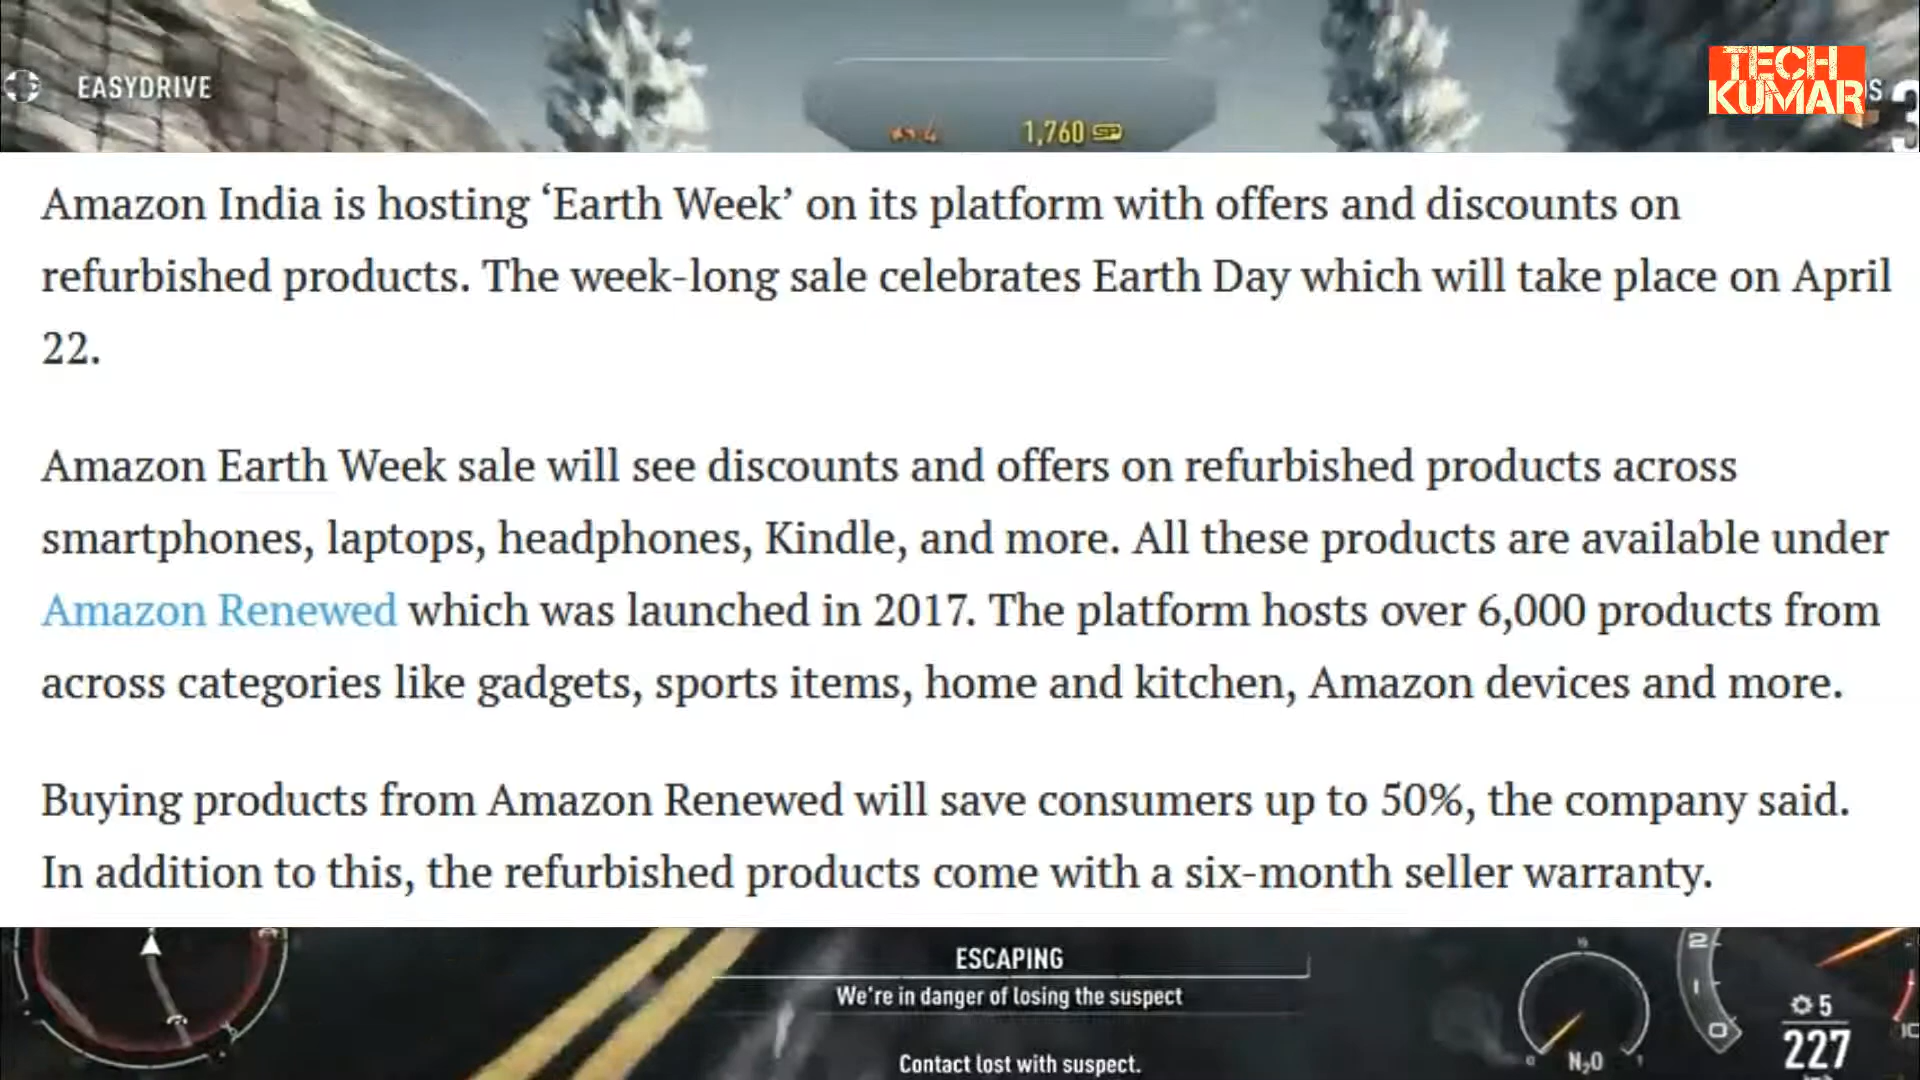 EASYDRIVE
1,760 SP
TECH
KUMAR
Amazon India is hosting ‘Earth Week’ on its platform with offers and discounts on
refurbished products. The week-long sale celebrates Earth Day which will take place on April
22.
Amazon Earth Week sale will see discounts and offers on refurbished products across
smartphones, laptops, headphones, Kindle, and more. All these products are available under
Amazon Renewed which was launched in 2017. The platform hosts over 6,000 products from
across categories like gadgets, sports items, home and kitchen, Amazon devices and more.
Buying products from Amazon Renewed will save consumers up to 50%, the company said.
In addition to this, the refurbished products come with a six-month seller warranty.
ESCAPING
We're in danger of losing the suspect
Contact lost with suspect.
0 N₂O 1
2
1
0
5
227